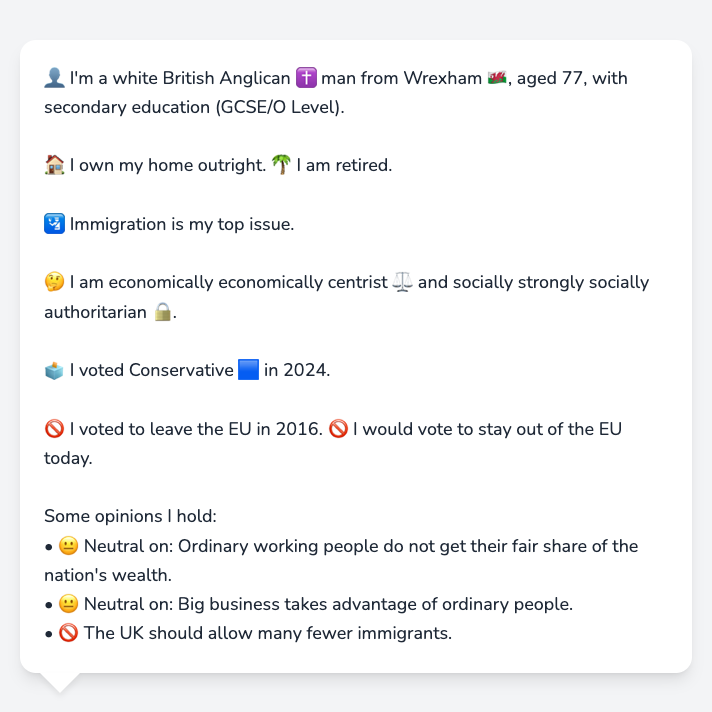 👤 I'm a white British Anglican ✝️ man from Wrexham 🏴󠁧󠁢󠁷󠁬󠁳󠁿, aged 77, with
secondary education (GCSE/O Level).
🏠 I own my home outright. 🌴 I am retired.
🛂 Immigration is my top issue.
🤔 I am economically economically centrist ⚖️ and socially strongly socially
authoritarian 🔒.
🗳️ I voted Conservative 🟦 in 2024.
🚫 I voted to leave the EU in 2016. 🚫 I would vote to stay out of the EU
today.
Some opinions I hold:
• 😐 Neutral on: Ordinary working people do not get their fair share of the
nation's wealth.
• 😐 Neutral on: Big business takes advantage of ordinary people.
• 🚫 The UK should allow many fewer immigrants.